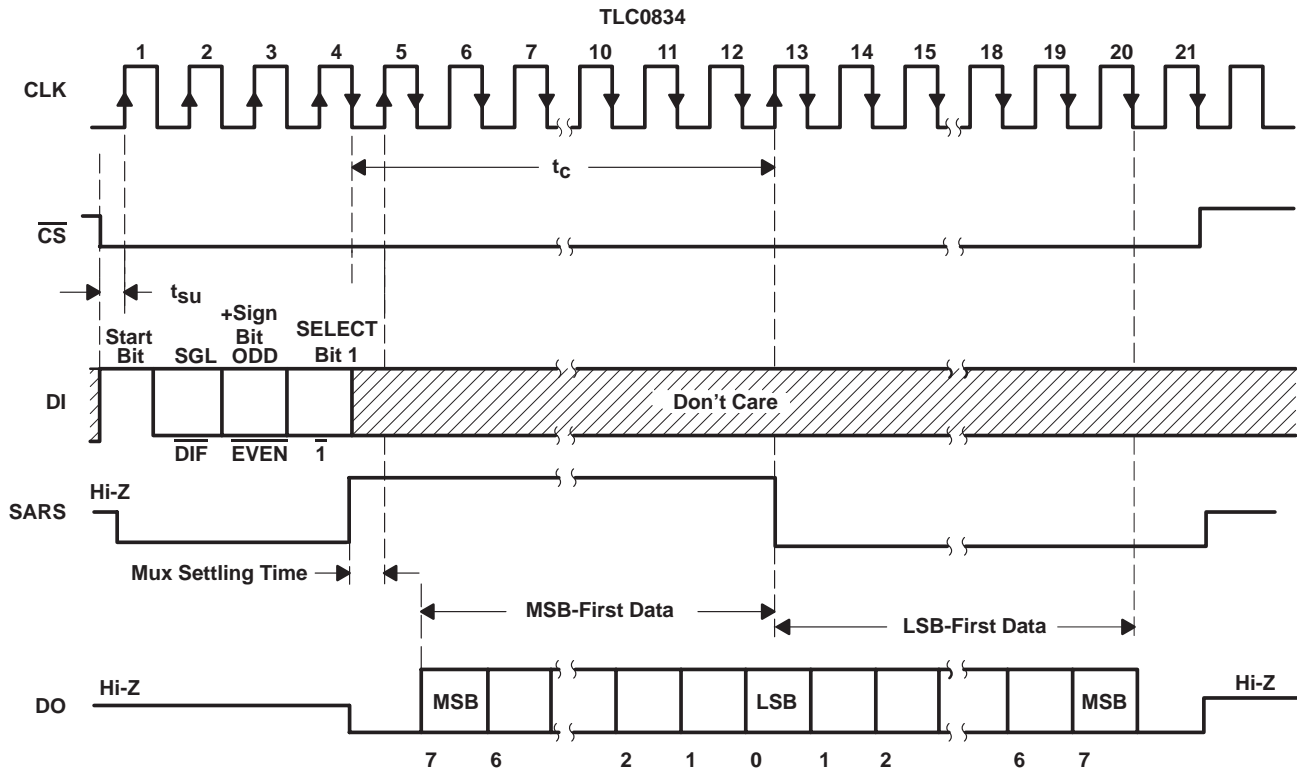 TLC0834
1 2 3 4 5 6 7 10 11 12 13 14 15 18 19 20 21
CLK
tc
CS
tsu
+Sign
Start Bit SELECT
Bit SGL ODD Bit 1
DI
Don't Care
DIF EVEN 1
Hi-Z
SARS
Mux Settling Time
MSB-First Data
LSB-First Data
Hi-Z Hi-Z
DO MSB LSB MSB
7 6 2 1 0 1 2 6 7